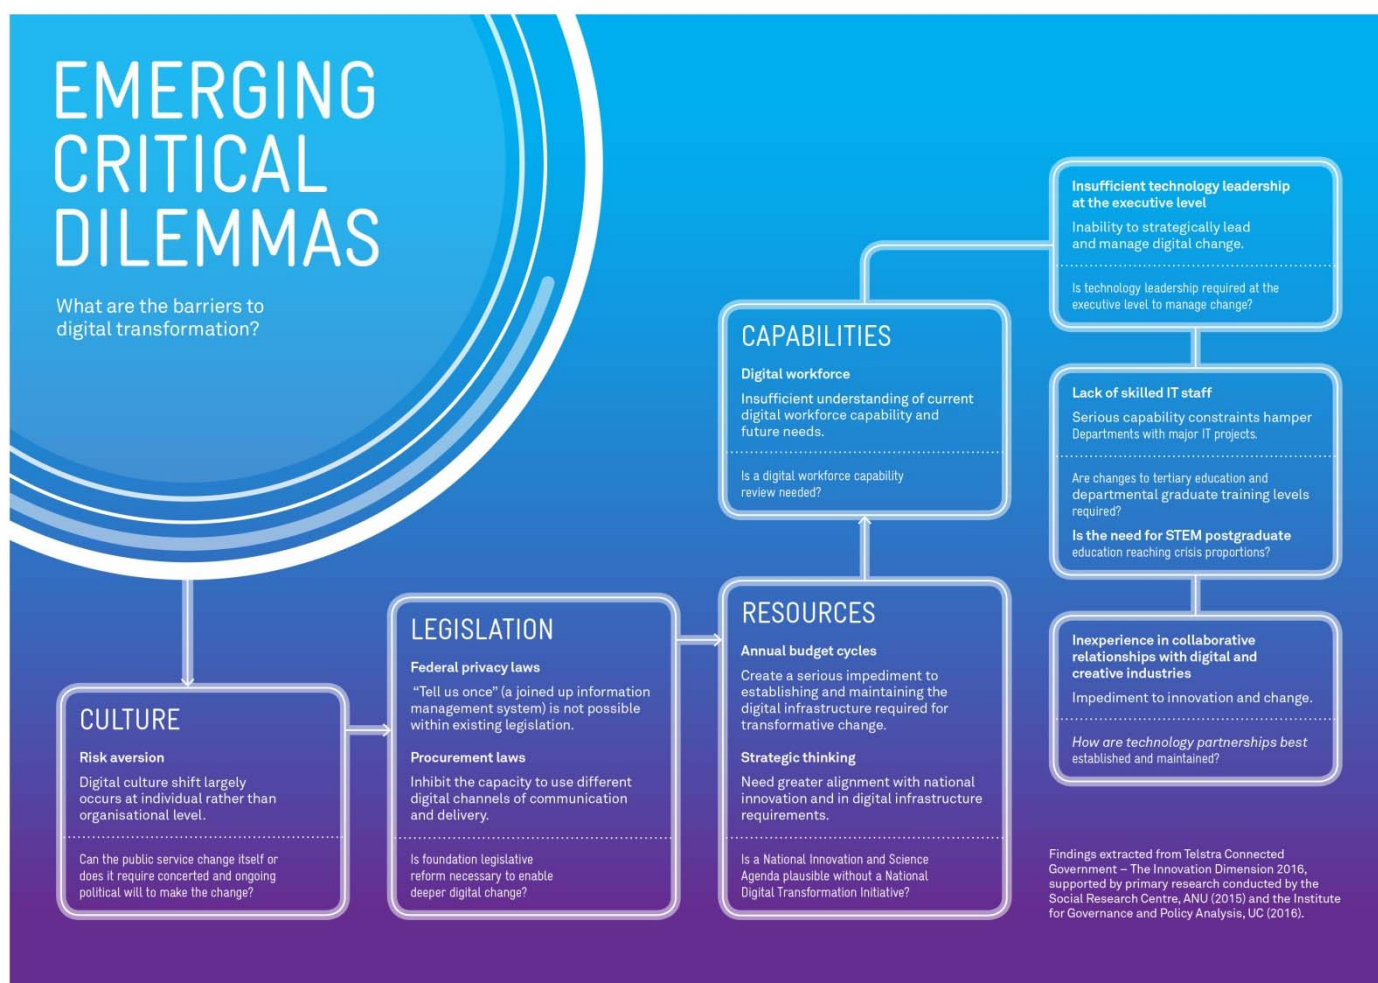 EMERGING
CRITICAL
DILEMMAS
What are the barriers to
digital transformation?
CULTURE
Risk aversion
Digital culture shift largely
occurs at individual rather than
organisational level.
Can the public service change itself or
does it require concerted and ongoing
political will to make the change?
LEGISLATION
Federal privacy laws
“Tell us once” (a joined up information
management system) is not possible
within existing legislation.
Procurement laws
Inhibit the capacity to use different
digital channels of communication
and delivery.
Is foundation legislative
reform necessary to enable
deeper digital change?
RESOURCES
Annual budget cycles
Create a serious impediment to
establishing and maintaining the
digital infrastructure required for
transformative change.
Strategic thinking
Need greater alignment with national
innovation and in digital infrastructure
requirements.
Is a National Innovation and Science
Agenda plausible without a National
Digital Transformation Initiative?
CAPABILITIES
Digital workforce
Insufficient understanding of current
digital workforce capability and
future needs.
Is a digital workforce capability
review needed?
Insufficient technology leadership
at the executive level
Inability to strategically lead
and manage digital change.
Is technology leadership required at the
executive level to manage change?
Lack of skilled IT staff
Serious capability constraints hamper
Departments with major IT projects.
Are changes to tertiary education and
departmental graduate training levels
required?
Is the need for STEM postgraduate
education reaching crisis proportions?
Inexperience in collaborative
relationships with digital and
creative industries
Impediment to innovation and change.
How are technology partnerships best
established and maintained?
Findings extracted from Telstra Connected
Government – The Innovation Dimension 2016,
supported by primary research conducted by the
Social Research Centre, ANU (2015) and the Institute
for Governance and Policy Analysis, UC (2016).